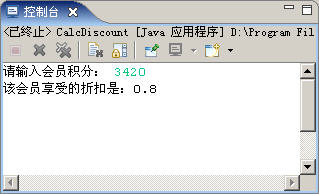 控制台
<已终止> CalcDiscount [Java 应用程序] D:\Program Fil
请输入会员积分： 3420
该会员享受的折扣是：0.8